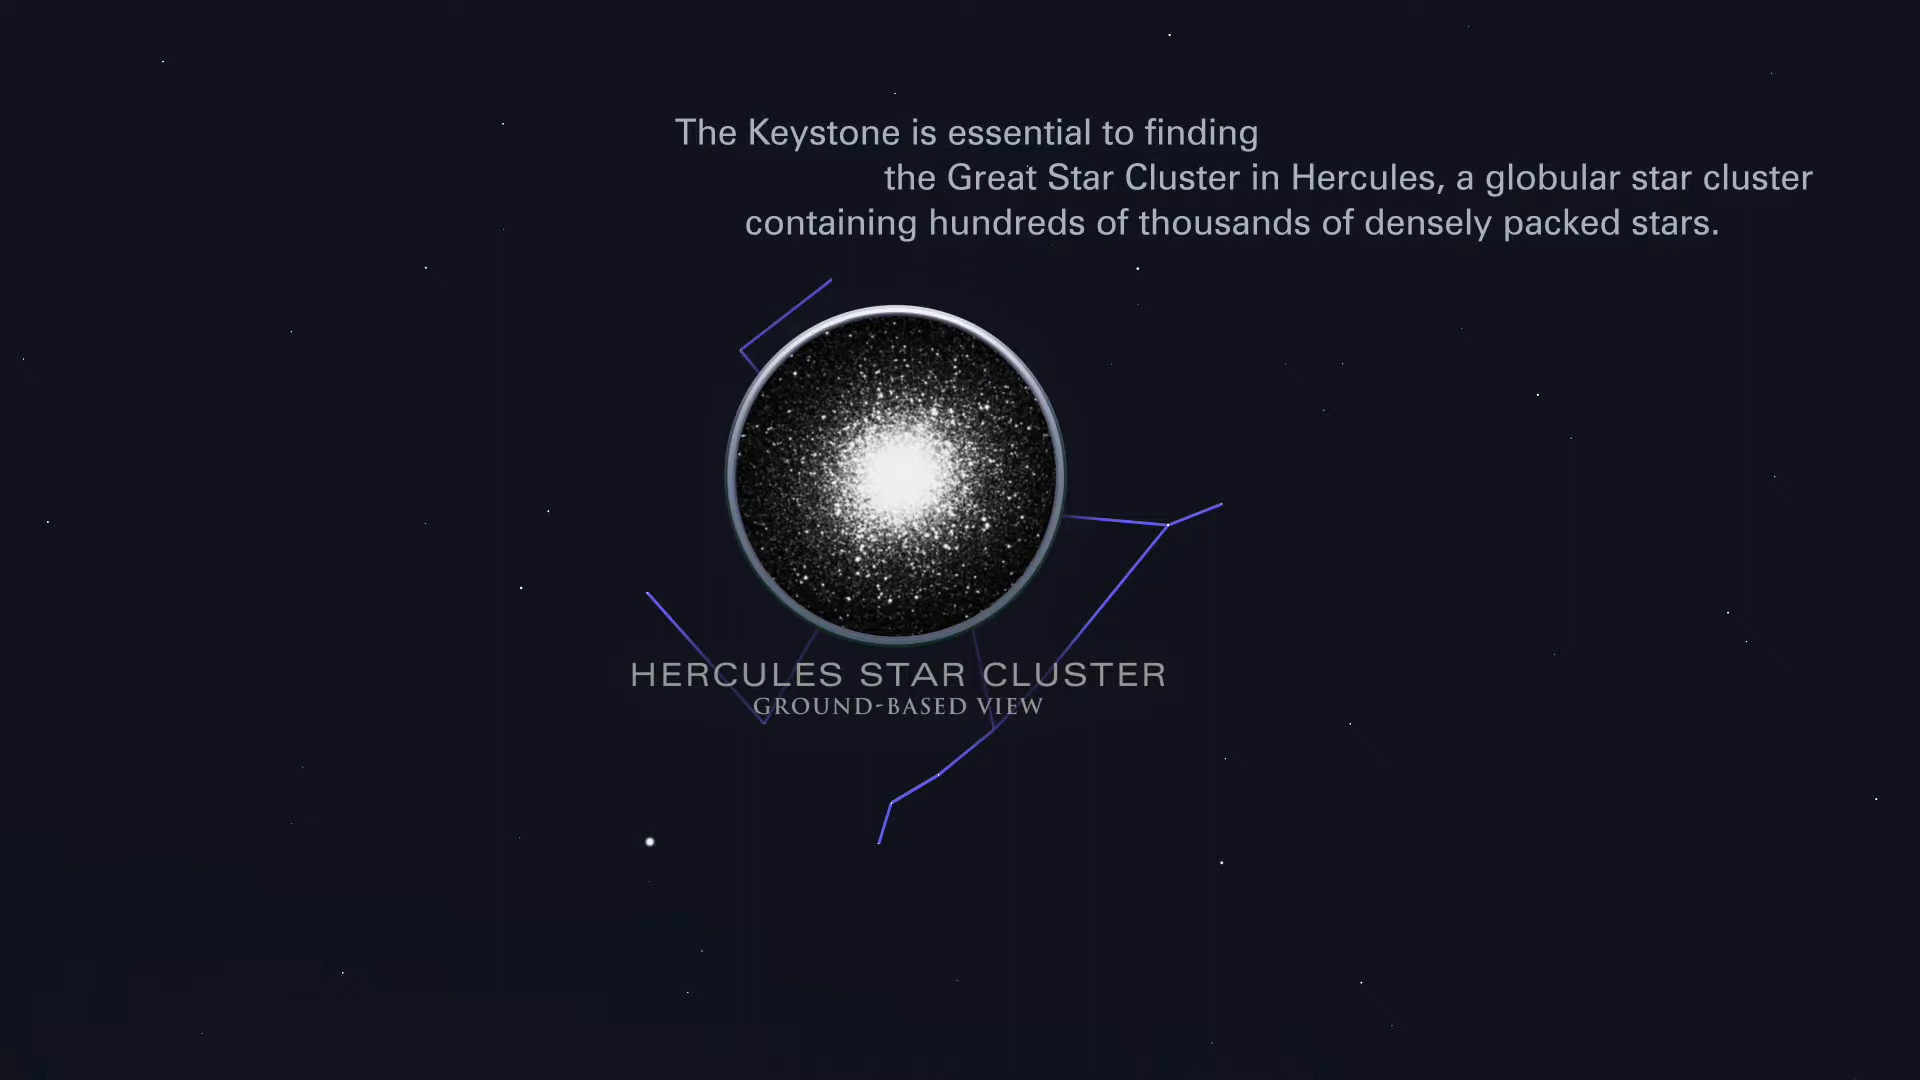 The Keystone is essential to finding
the Great Star Cluster in Hercules, a globular star cluster
containing hundreds of thousands of densely packed stars.
HERCULES STAR CLUSTER
GROUND-BASED VIEW